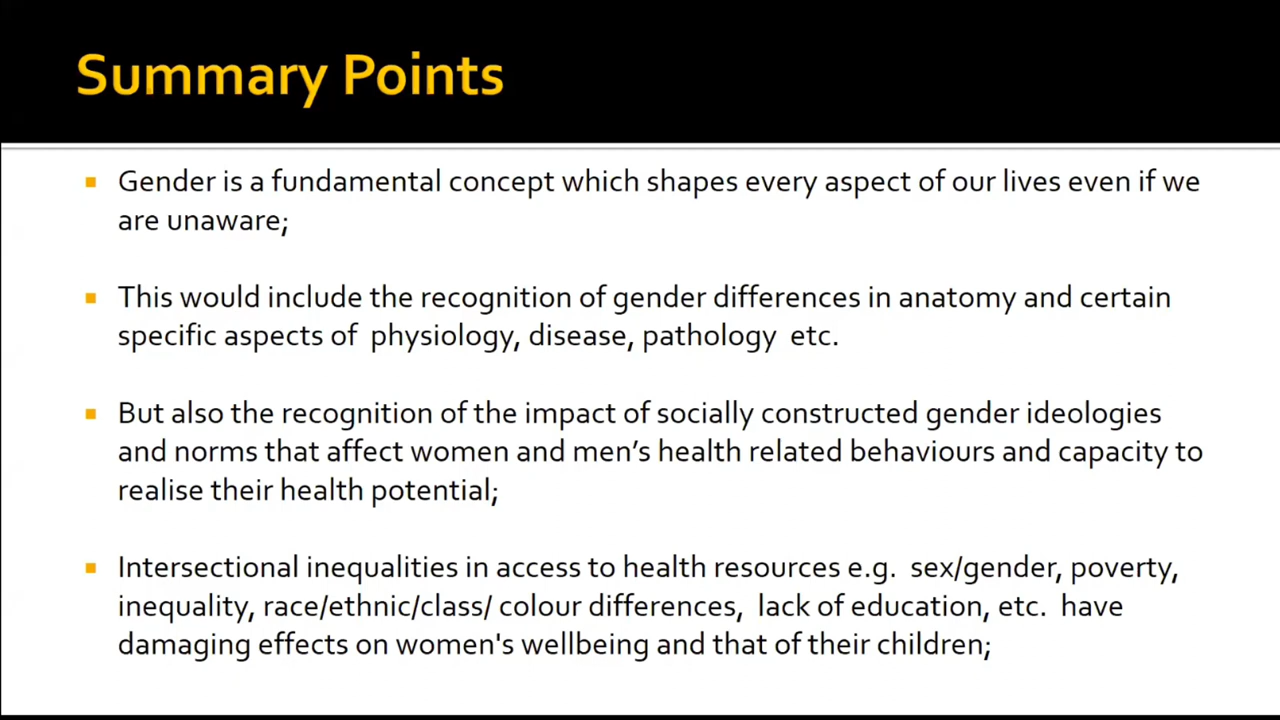 Summary Points
Gender is a fundamental concept which shapes every aspect of our lives even if we
are unaware;
This would include the recognition of gender differences in anatomy and certain
specific aspects of physiology, disease, pathology etc.
But also the recognition of the impact of socially constructed gender ideologies
and norms that affect women and men’s health related behaviours and capacity to
realise their health potential;
Intersectional inequalities in access to health resources e.g. sex/gender, poverty,
inequality, race/ethnic/class/ colour differences, lack of education, etc. have
damaging effects on women's wellbeing and that of their children;